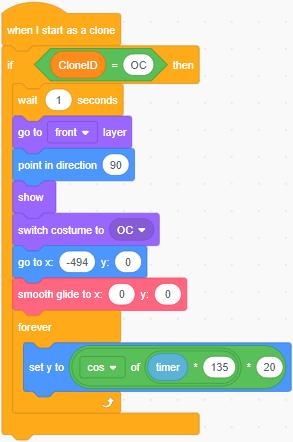 when I start as a clone
if CloneID = OC then
wait 1 seconds
go to front layer
point in direction 90
show
switch costume to OC
go to x: -494 y: 0
smooth glide to x: 0 y: 0
forever
set y to cos of timer * 135 * 20